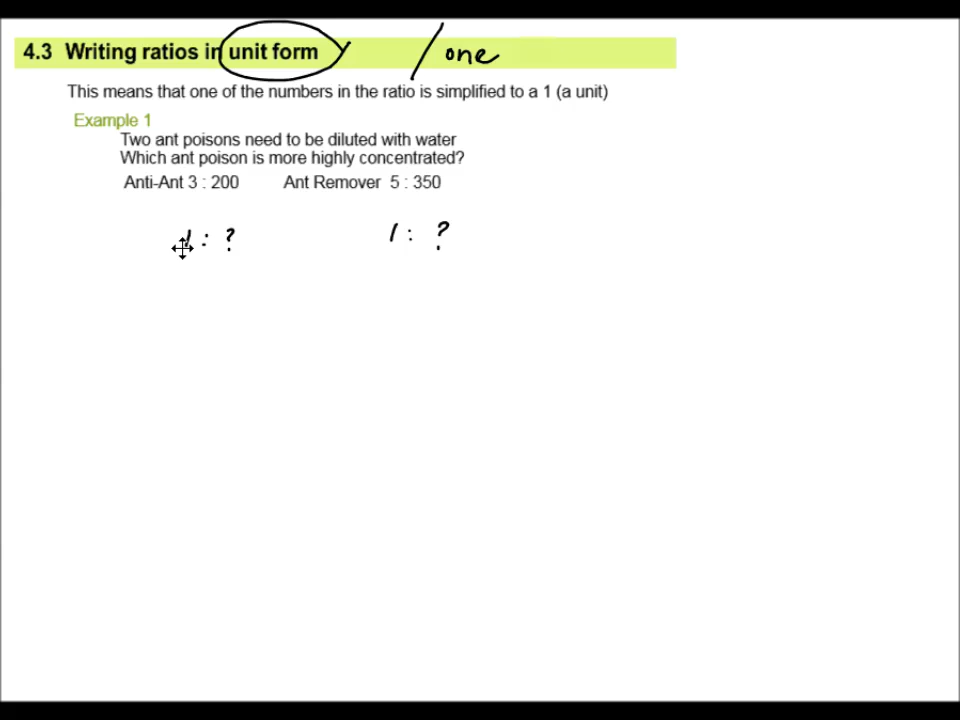 4.3 Writing ratios in unit form / one
This means that one of the numbers in the ratio is simplified to a 1 (a unit)
Example 1
Two ant poisons need to be diluted with water
Which ant poison is more highly concentrated?
Anti-Ant 3 : 200 Ant Remover 5 : 350
1 : ? 1 : ?